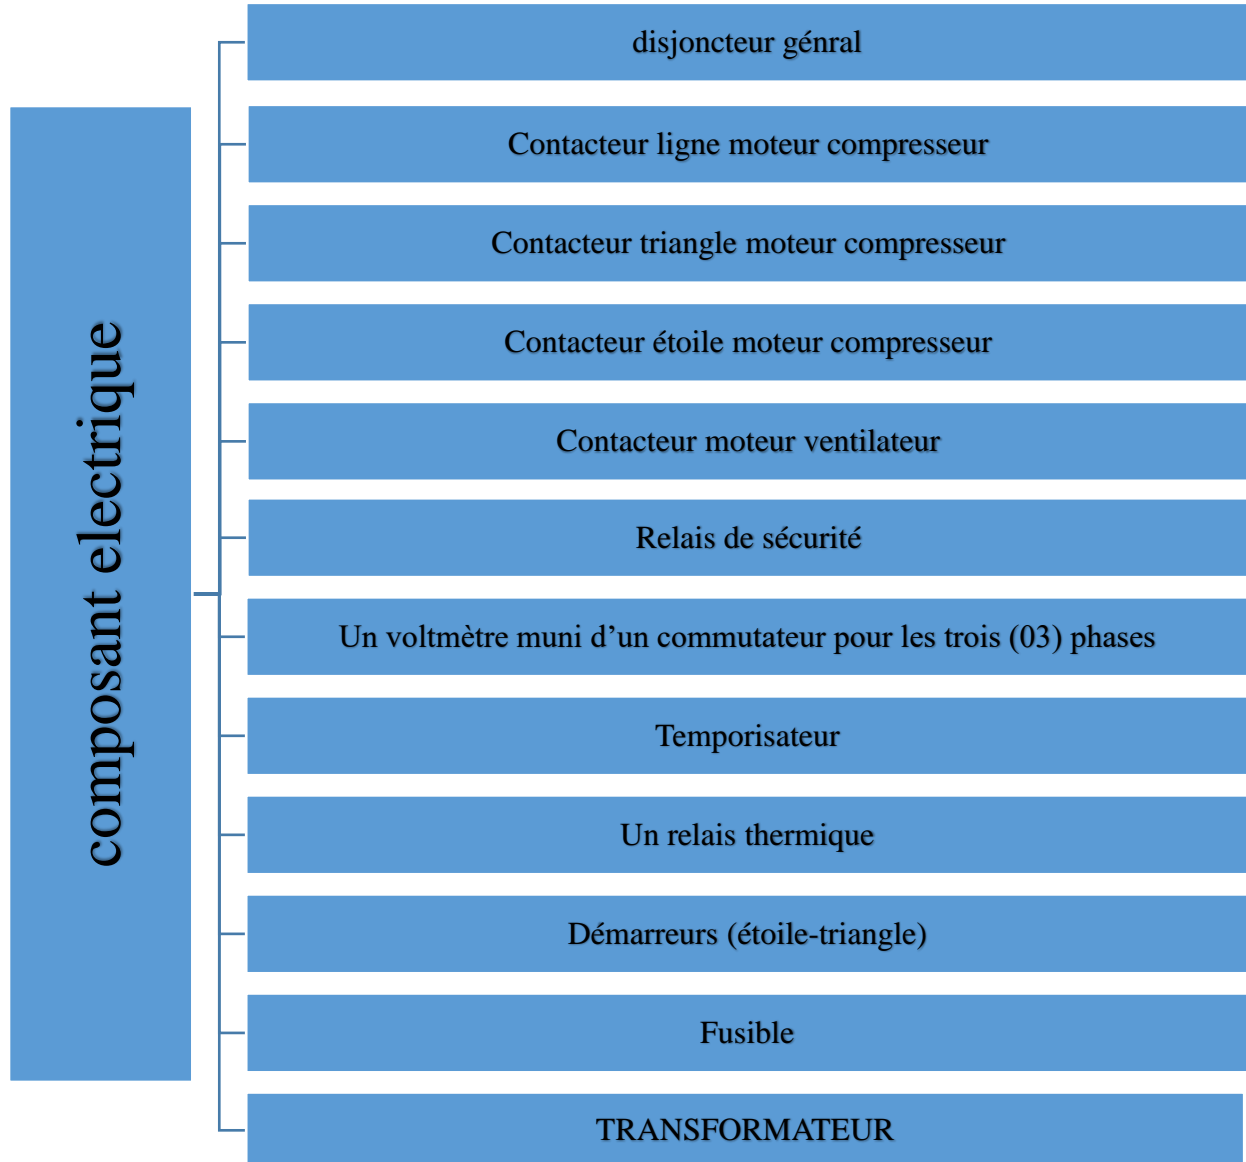 composant electrique
disjoncteur génral
Contacteur ligne moteur compresseur
Contacteur triangle moteur compresseur
Contacteur étoile moteur compresseur
Contacteur moteur ventilateur
Relais de sécurité
Un voltmètre muni d’un commutateur pour les trois (03) phases
Temporisateur
Un relais thermique
Démarreurs (étoile-triangle)
Fusible
TRANSFORMATEUR